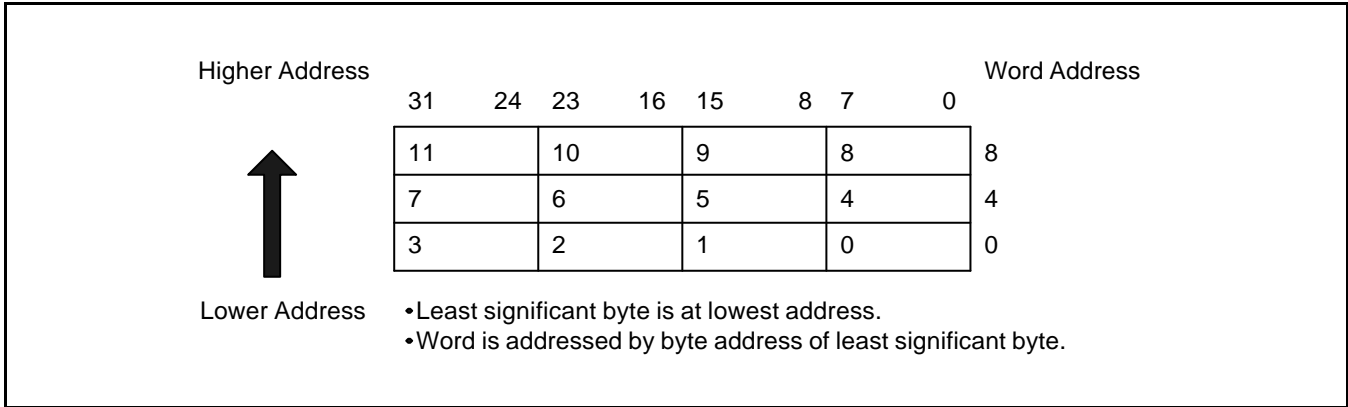 Higher Address Word Address
31 24 23 16 15 8 7 0
11 10 9 8 8
7 6 5 4 4
3 2 1 0 0
Lower Address •Least significant byte is at lowest address.
•Word is addressed by byte address of least significant byte.